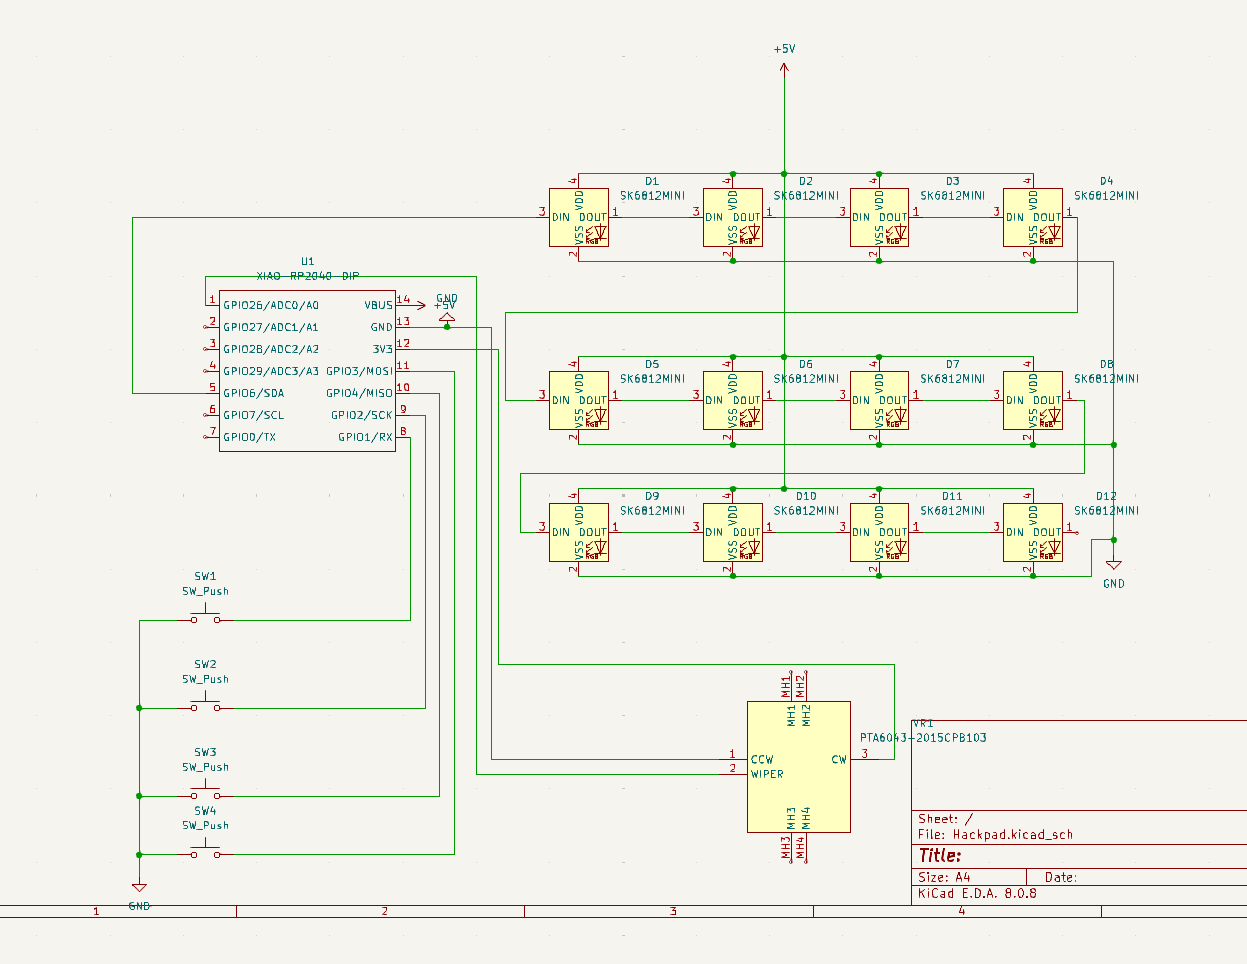 +5V
D1 D2 D3 D4
SK6812MINI SK6812MINI SK6812MINI SK6812MINI
4 VDD 4 VDD 4 VDD 4 VDD
3 DIN DOUT 1 3 DIN DOUT 1 3 DIN DOUT 1 3 DIN DOUT 1
VSS RGB VSS RGB VSS RGB VSS RGB
2 2 2 2
U1
XIAO-RP2040-DIP
GND
+5V
1 GPIO26/ADC0/A0 VBUS 14
2 GPIO27/ADC1/A1 GND 13
3 GPIO28/ADC2/A2 3V3 12
4 GPIO29/ADC3/A3 GPIO3/MOSI 11
5 GPIO6/SDA GPIO4/MISO 10
6 GPIO7/SCL GPIO2/SCK 9
7 GPIO0/TX GPIO1/RX 8
D5 D6 D7 D8
SK6812MINI SK6812MINI SK6812MINI SK6812MINI
4 VDD 4 VDD 4 VDD 4 VDD
3 DIN DOUT 1 3 DIN DOUT 1 3 DIN DOUT 1 3 DIN DOUT 1
VSS RGB VSS RGB VSS RGB VSS RGB
2 2 2 2
D9 D10 D11 D12
SK6812MINI SK6812MINI SK6812MINI SK6812MINI
4 VDD 4 VDD 4 VDD 4 VDD
3 DIN DOUT 1 3 DIN DOUT 1 3 DIN DOUT 1 3 DIN DOUT 1
VSS RGB VSS RGB VSS RGB VSS RGB
2 2 2 2
GND
SW1
SW_Push
SW2
SW_Push
SW3
SW_Push
SW4
SW_Push
GND
MH1 MH2
MH1 MH2
VR1
PTA6043-2015CPB103
1 CCW CW 3
2 WIPER
MH3 MH4
MH3 MH4
Sheet: /
File: Hackpad.kicad_sch
Title:
Size: A4 Date:
KiCad E.D.A. 8.0.8
1 2 3 4